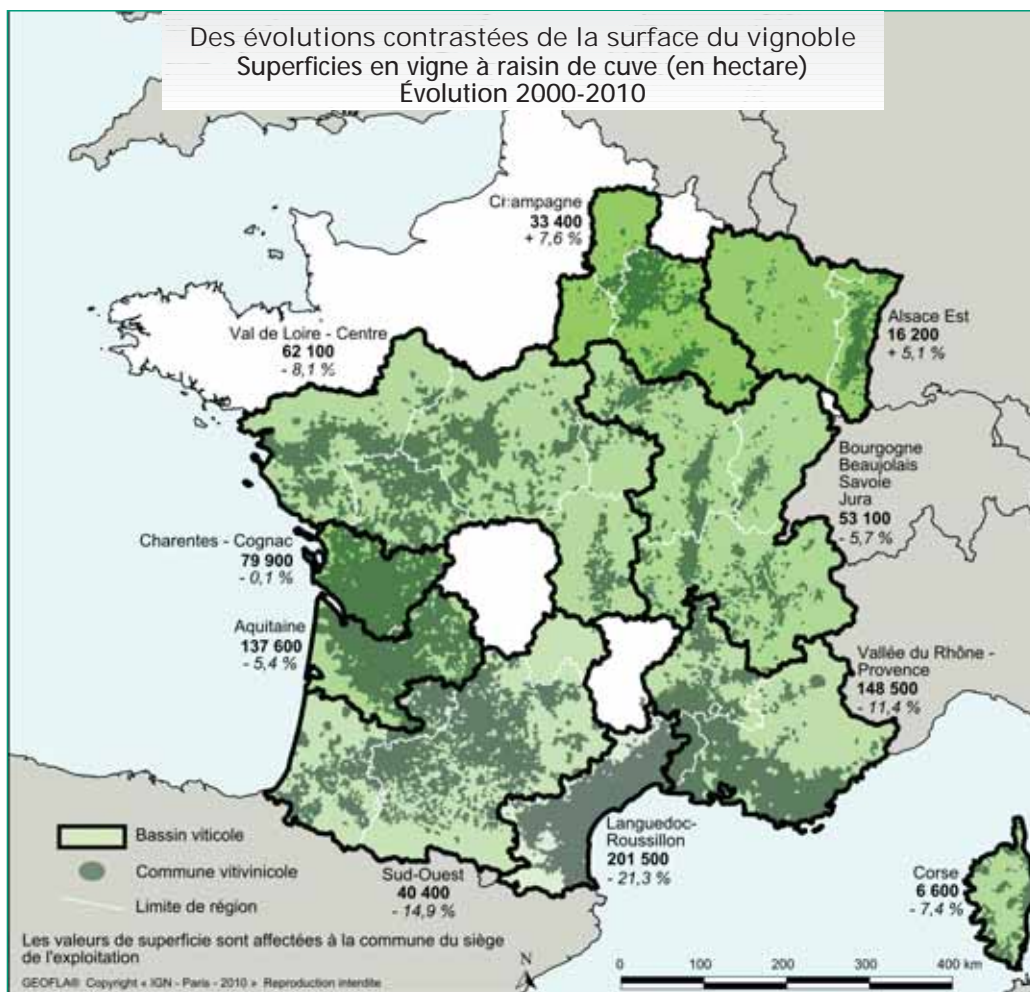 Des évolutions contrastées de la surface du vignoble
Superficies en vigne à raisin de cuve (en hectare)
Évolution 2000-2010
Champagne
33 400
+ 7,6 %
Alsace Est
16 200
+ 5,1 %
Val de Loire - Centre
62 100
- 8,1 %
Bourgogne
Beaujolais
Savoie
Jura
53 100
- 5,7 %
Charentes - Cognac
79 900
- 0,1 %
Aquitaine
137 600
- 5,4 %
Vallée du Rhône -
Provence
148 500
- 11,4 %
Languedoc-
Roussillon
201 500
- 21,3 %
Sud-Ouest
40 400
- 14,9 %
Corse
6 600
- 7,4 %
Bassin viticole
Commune vitivinicole
Limite de région
Les valeurs de superficie sont affectées à la commune du siège
de l'exploitation
N
0 100 200 300 400 km
GEOFLA® Copyright « IGN - Paris - 2010 » Reproduction interdite